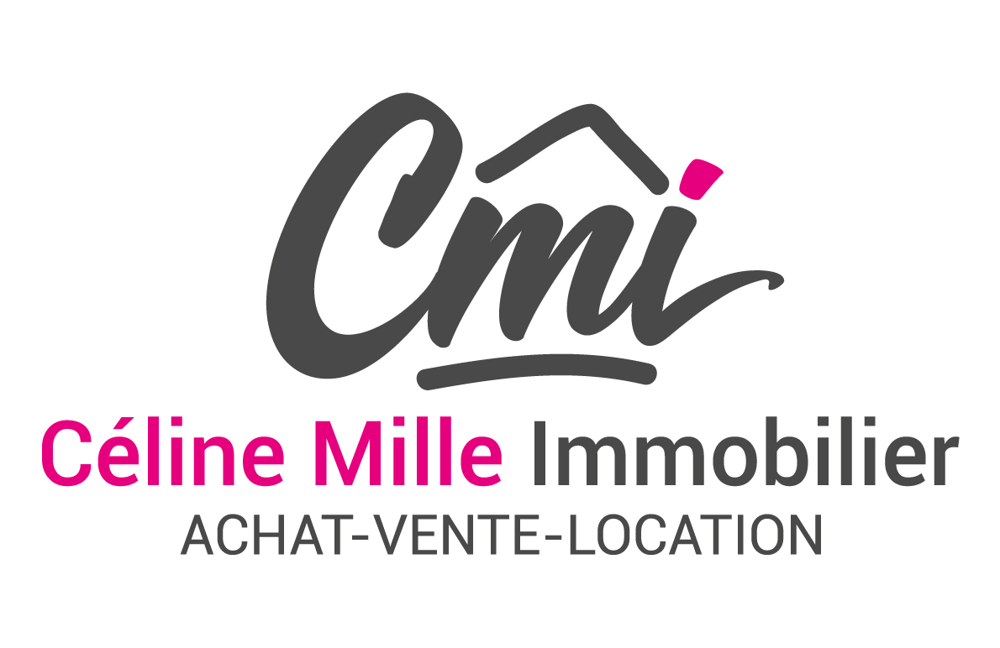 Cmi
Céline Mille Immobilier
ACHAT-VENTE-LOCATION